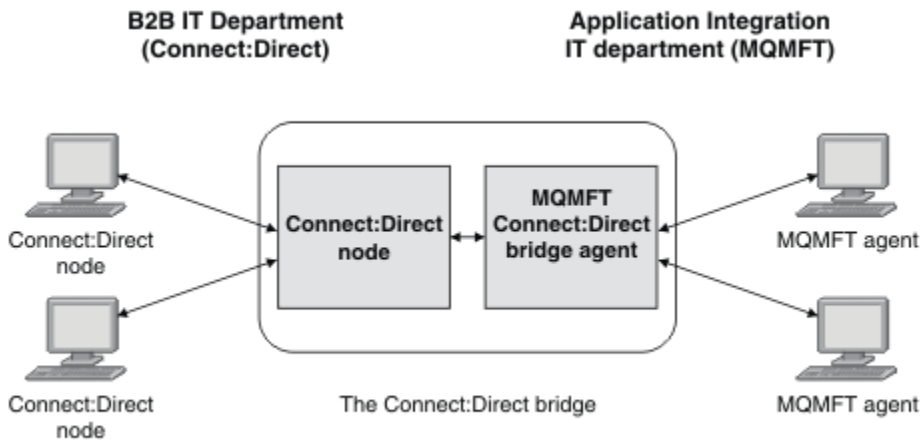 B2B IT Department
(Connect:Direct)
Application Integration
IT department (MQMFT)
Connect:Direct
node
Connect:Direct
node
Connect:Direct
node
MQMFT
Connect:Direct
bridge agent
MQMFT agent
MQMFT agent
The Connect:Direct bridge